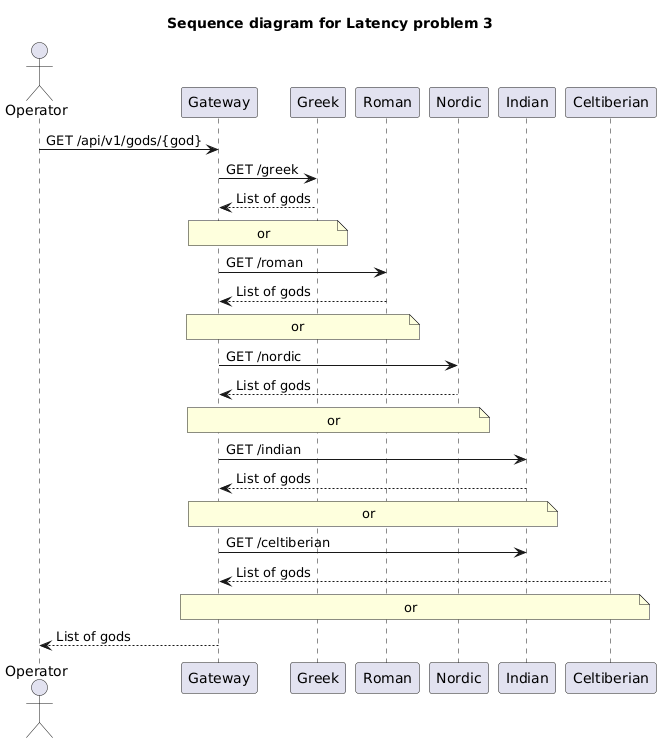 Sequence diagram for Latency problem 3
Operator
Gateway
Greek
Roman
Nordic
Indian
Celtiberian
GET /api/v1/gods/{god}
GET /greek
List of gods
or
GET /roman
List of gods
or
GET /nordic
List of gods
or
GET /indian
List of gods
or
GET /celtiberian
List of gods
or
List of gods
Operator
Gateway
Greek
Roman
Nordic
Indian
Celtiberian